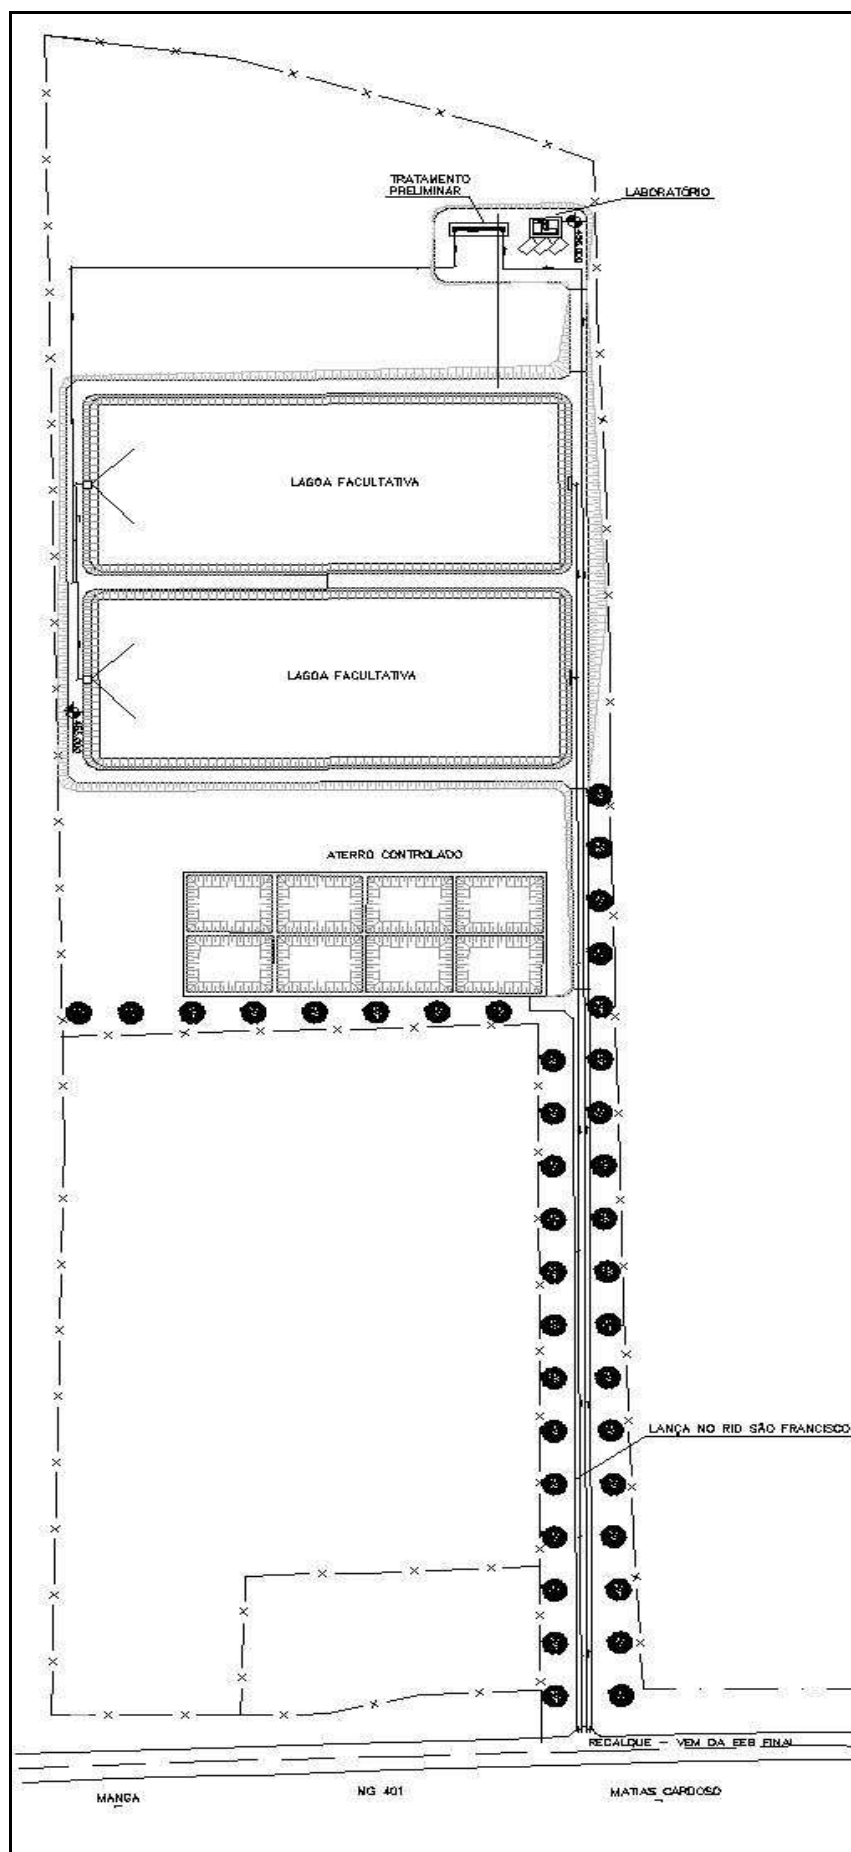 TRATAMENTO
PRELIMINAR
LABORATÓRIO
LAGOA FACULTATIVA
LAGOA FACULTATIVA
ATERRO CONTROLADO
LANÇA NO RIO SÃO FRANCISCO
RECALQUE - VEM DA EEB FINAL
MANGA
MG 401
MATIAS CARDOSO